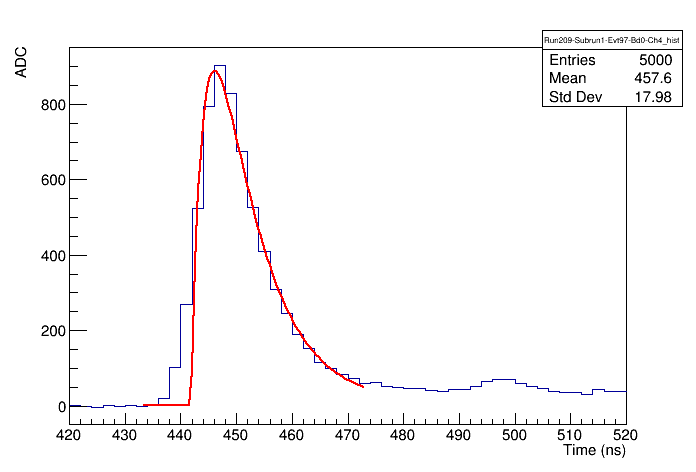 Run209-Subrun1-Evt97-Bd0-Ch4_hist
Entries 5000
Mean 457.6
Std Dev 17.98
ADC
800
600
400
200
0
420 430 440 450 460 470 480 490 500 510 520
Time (ns)